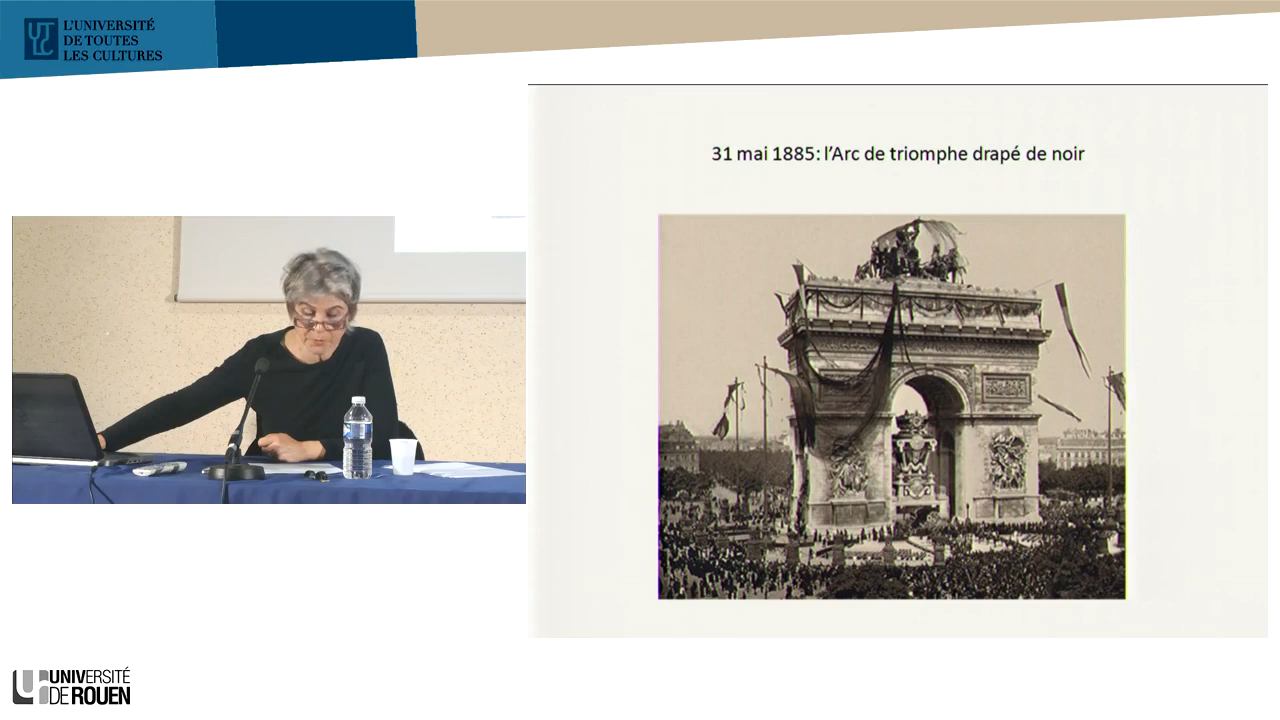 L'UNIVERSITÉ
DE TOUTES
LES CULTURES
31 mai 1885: l'Arc de triomphe drapé de noir
UNIVERSITÉ
DE ROUEN